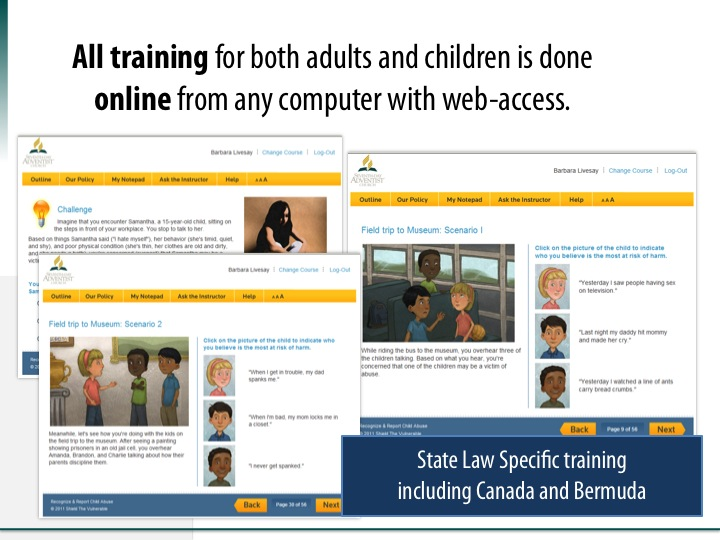 All training for both adults and children is done
online from any computer with web-access.
SEVENTH-DAY
ADVENTIST
CHURCH
Barbara Livesay | Change Course | Log-Out
Outline Our Policy My Notepad Ask the Instructor Help A A A
Challenge
Imagine that you encounter Samantha, a 15-year-old child, sitting on
the steps in front of your workplace. You stop to talk to her.
Based on things Samantha said ("I hate myself"), her behavior (she's timid, quiet,
and shy), and poor physical condition (she's thin, her clothes are old and dirty,
SEVENTH-DAY
ADVENTIST
CHURCH
Barbara Livesay | Change Course | Log-Out
Outline Our Policy My Notepad Ask the Instructor Help A A A
Field trip to Museum: Scenario I
Click on the picture of the child to indicate
who you believe is the most at risk of harm.
"Yesterday I saw people having sex
on television."
"Last night my daddy hit mommy
and made her cry."
"Yesterday I watched a line of ants
carry bread crumbs."
While riding the bus to the museum, you overhear three of
the children talking. Based on what you hear, you're
concerned that one of the children may be a victim of
abuse.
Recognize & Report Child Abuse
Back Page 9 of 56 Next
SEVENTH-DAY
ADVENTIST
CHURCH
Barbara Livesay | Change Course | Log-Out
Outline Our Policy My Notepad Ask the Instructor Help A A A
Field trip to Museum: Scenario 2
Click on the picture of the child to indicate who
you believe is the most at risk of harm.
"When I get in trouble, my dad
spanks me."
"When I'm bad, my mom locks me in
a closet."
"I never get spanked."
Meanwhile, let's see how you're doing with the kids on
the field trip to the museum. After seeing a painting
showing prisoners in an old jail cell, you overhear
Amanda, Brandon, and Charlie talking about how their
parents discipline them.
Recognize & Report Child Abuse
© 2011 Shield The Vulnerable
Back Next
State Law Specific training
including Canada and Bermuda